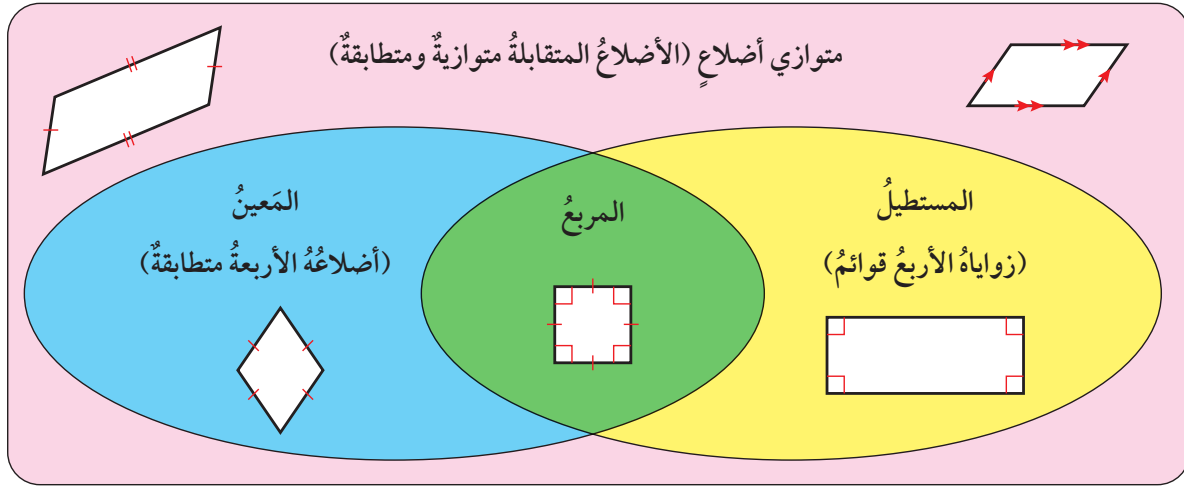 متوازي أضلاعٍ (الأضلاعُ المتقابلةُ متوازيةٌ ومتطابقةٌ)
المستطيلُ
(زواياهُ الأربعُ قوائمُ)
المربعُ
المَعينُ
(أضلاعُهُ الأربعةُ متطابقةٌ)